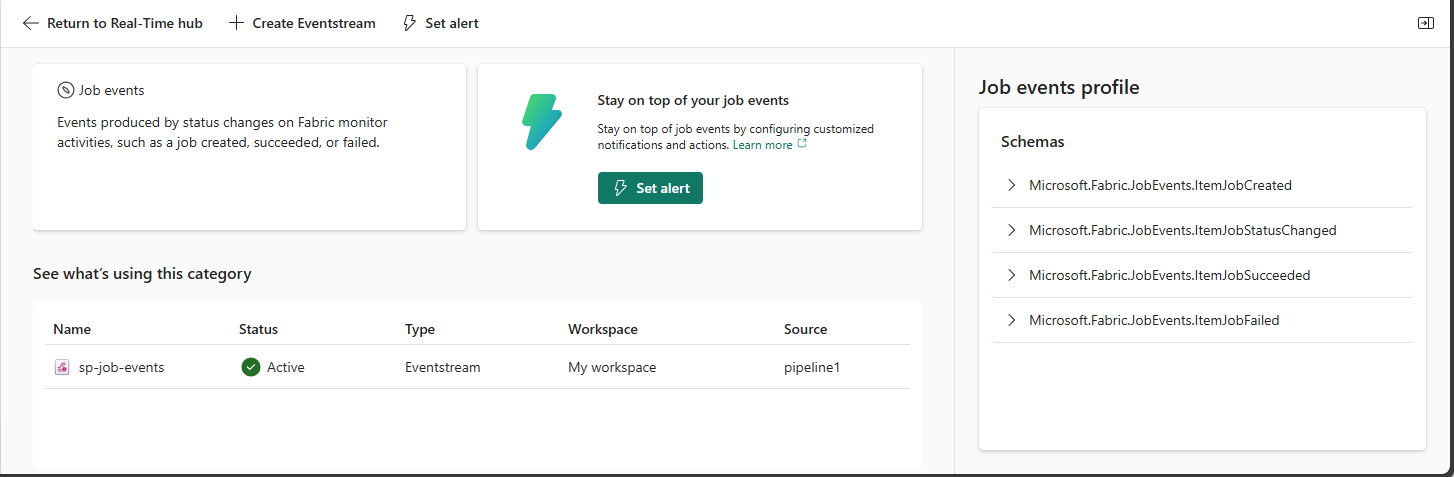 Return to Real-Time hub
Create Eventstream
Set alert
Job events
Events produced by status changes on Fabric monitor
activities, such as a job created, succeeded, or failed.
Stay on top of your job events
Stay on top of job events by configuring customized
notifications and actions. Learn more
Set alert
See what’s using this category
Name Status Type Workspace Source
sp-job-events Active Eventstream My workspace pipeline1
Job events profile
Schemas
Microsoft.Fabric.JobEvents.ItemJobCreated
Microsoft.Fabric.JobEvents.ItemJobStatusChanged
Microsoft.Fabric.JobEvents.ItemJobSucceeded
Microsoft.Fabric.JobEvents.ItemJobFailed